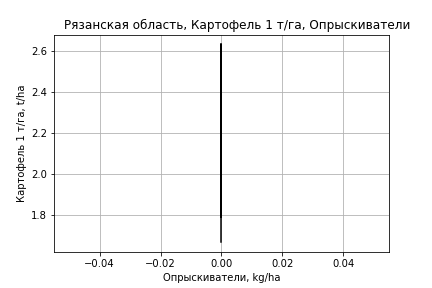 Рязанская область, Картофель 1 т/га, Опрыскиватели
2.6
2.4
2.2
2.0
1.8
Картофель 1 т/га, t/ha
−0.04 −0.02 0.00 0.02 0.04
Опрыскиватели, kg/ha